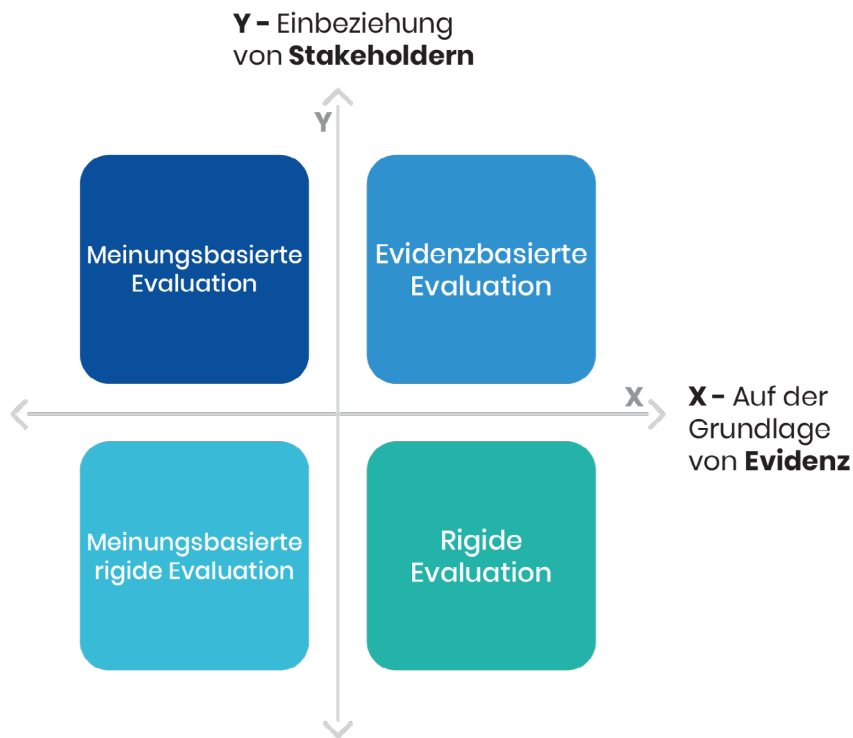 Y – Einbeziehung
von Stakeholdern
Y
Meinungsbasierte
Evaluation
Evidenzbasierte
Evaluation
X
X – Auf der
Grundlage
von Evidenz
Meinungsbasierte
rigide Evaluation
Rigide
Evaluation